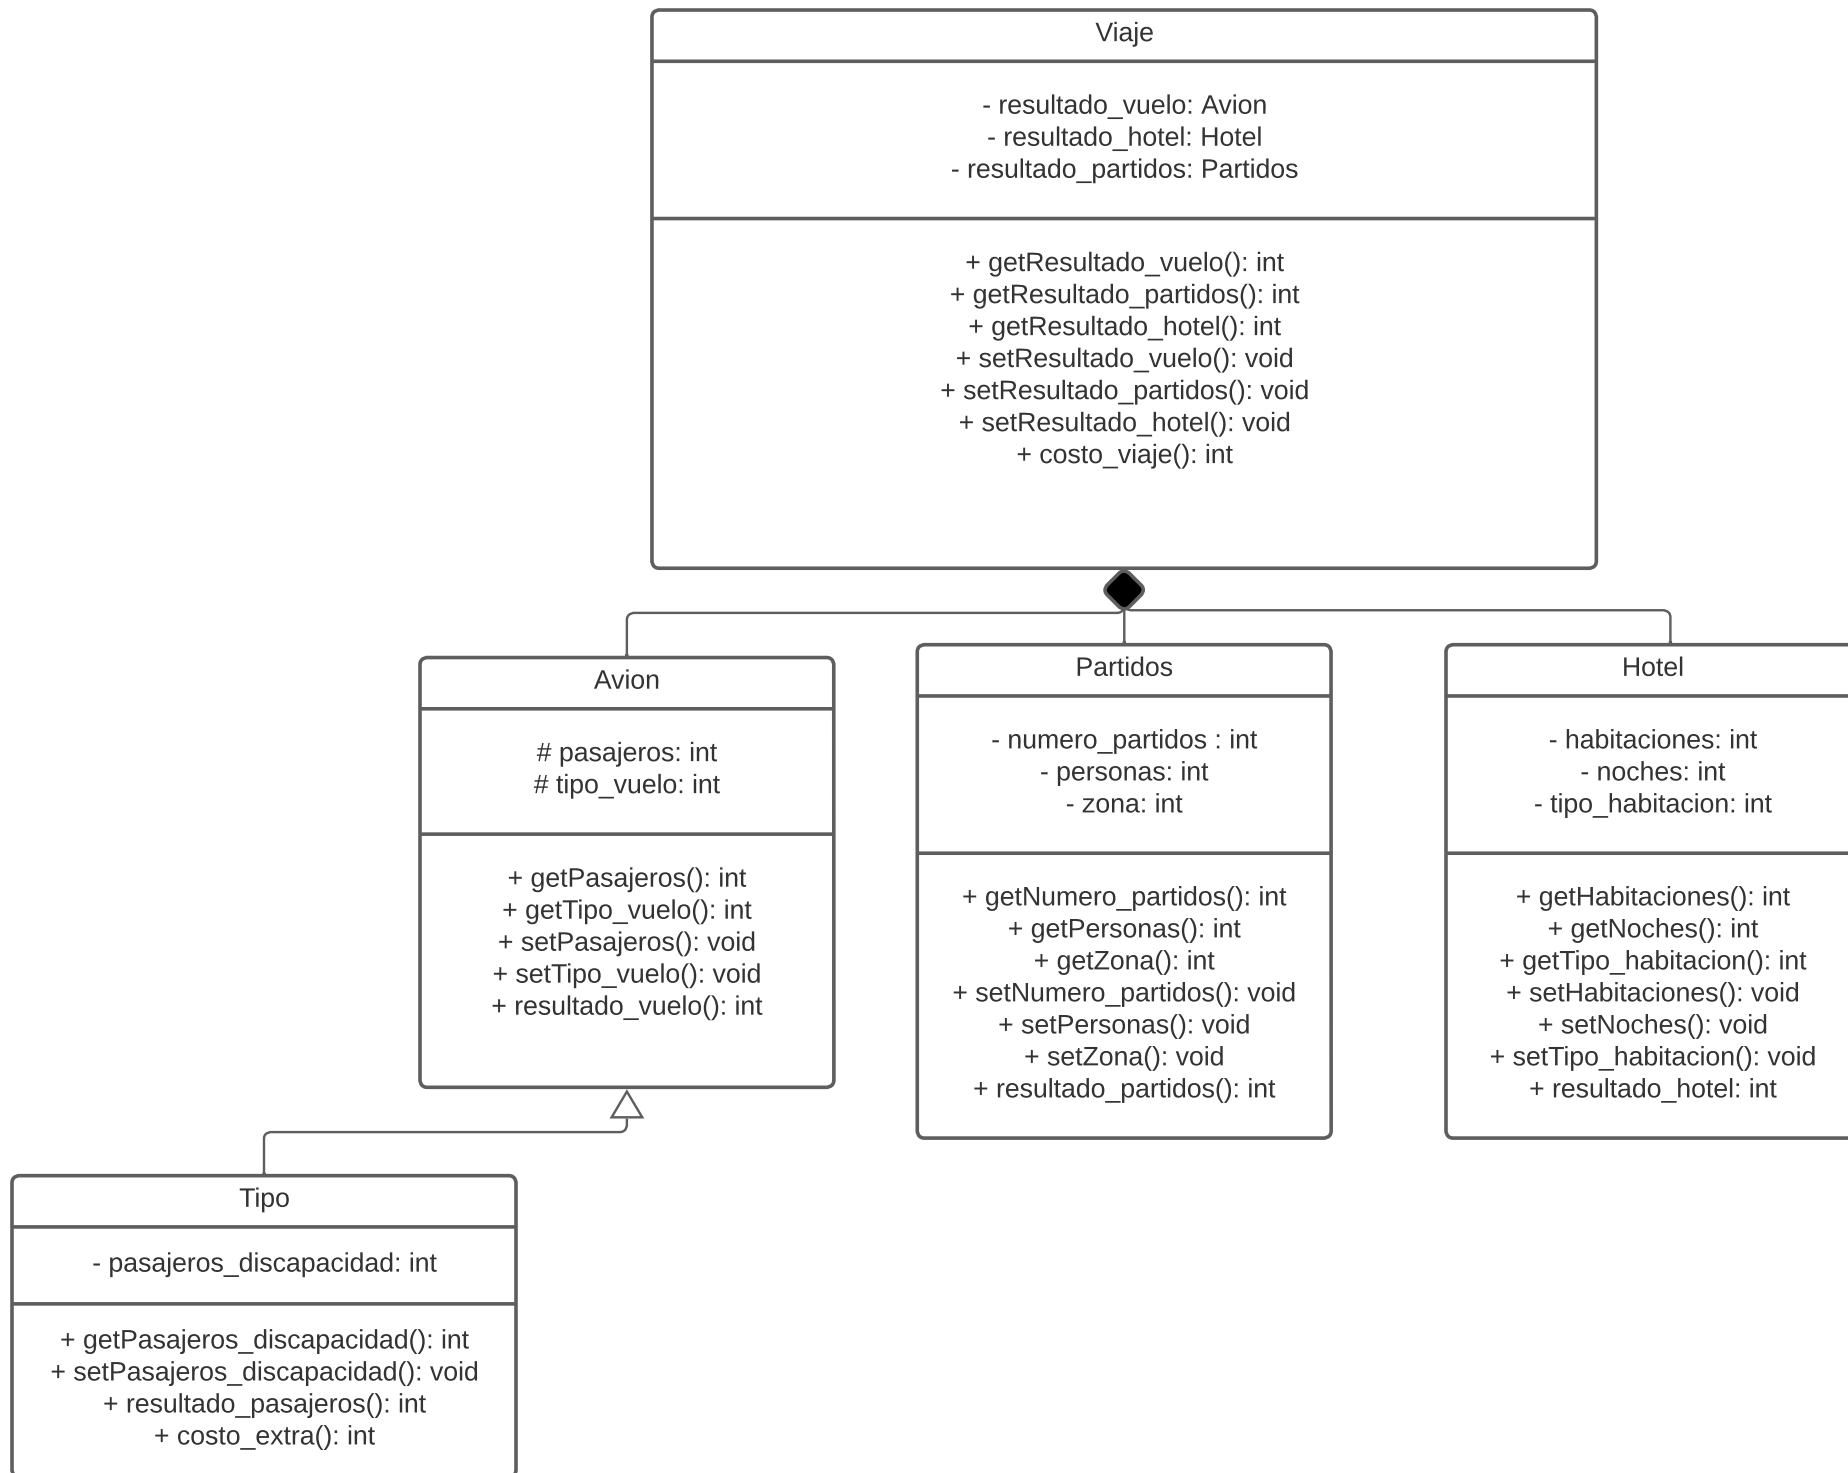 Viaje
- resultado_vuelo: Avion
- resultado_hotel: Hotel
- resultado_partidos: Partidos
+ getResultado_vuelo(): int
+ getResultado_partidos(): int
+ getResultado_hotel(): int
+ setResultado_vuelo(): void
+ setResultado_partidos(): void
+ setResultado_hotel(): void
+ costo_viaje(): int
Avion
# pasajeros: int
# tipo_vuelo: int
+ getPasajeros(): int
+ getTipo_vuelo(): int
+ setPasajeros(): void
+ setTipo_vuelo(): void
+ resultado_vuelo(): int
Partidos
- numero_partidos : int
- personas: int
- zona: int
+ getNumero_partidos(): int
+ getPersonas(): int
+ getZona(): int
+ setNumero_partidos(): void
+ setPersonas(): void
+ setZona(): void
+ resultado_partidos(): int
Hotel
- habitaciones: int
- noches: int
- tipo_habitacion: int
+ getHabitaciones(): int
+ getNoches(): int
+ getTipo_habitacion(): int
+ setHabitaciones(): void
+ setNoches(): void
+ setTipo_habitacion(): void
+ resultado_hotel: int
Tipo
- pasajeros_discapacidad: int
+ getPasajeros_discapacidad(): int
+ setPasajeros_discapacidad(): void
+ resultado_pasajeros(): int
+ costo_extra(): int